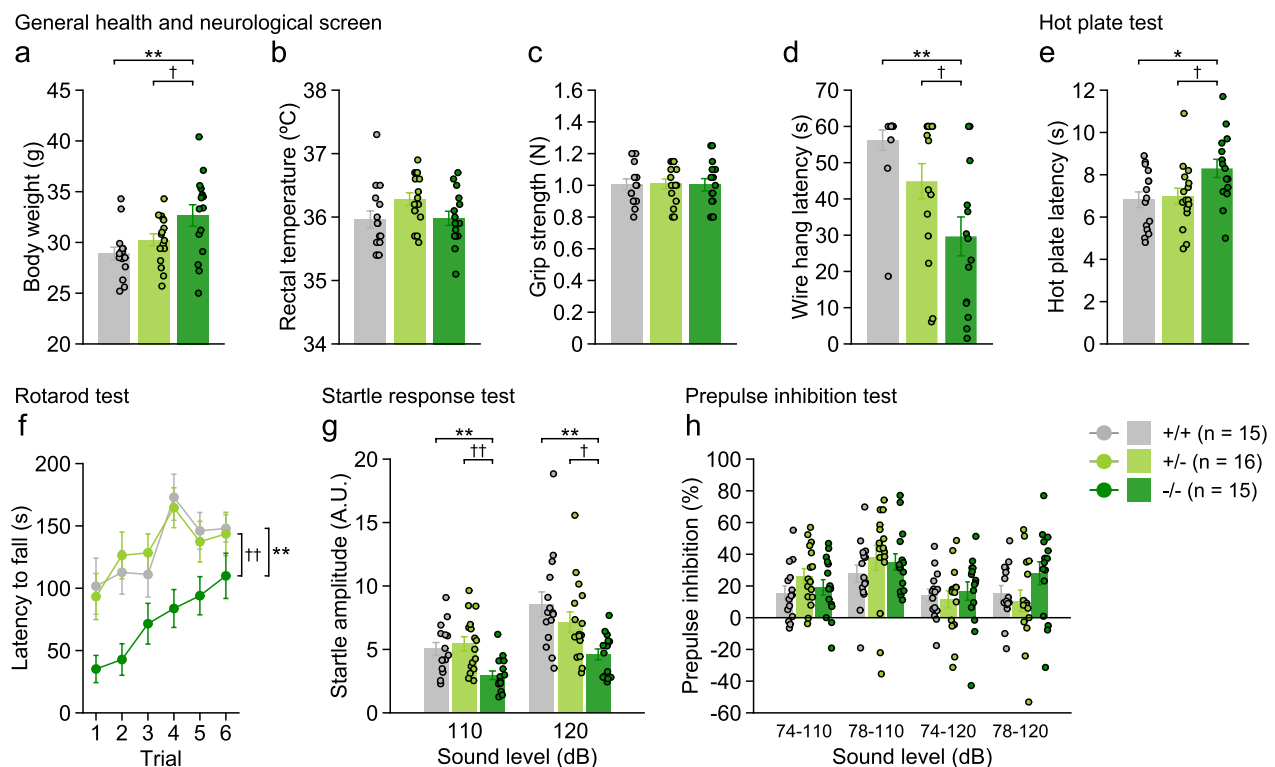 General health and neurological screen
Hot plate test
a
b
c
d
e
**
†
**
†
*
†
Body weight (g)
45
40
35
30
25
20
Rectal temperature (ºC)
38
37
36
35
34
Grip strength (N)
1.6
1.4
1.2
1.0
0.8
0.6
0.4
0.2
0
Wire hang latency (s)
70
60
50
40
30
20
10
0
Hot plate latency (s)
12
10
8
6
4
2
0
Rotarod test
Startle response test
Prepulse inhibition test
f
g
h
Latency to fall (s)
200
150
100
50
0
††
**
1 2 3 4 5 6
Trial
Startle amplitude (A.U.)
20
15
10
5
0
**
††
**
†
110 120
Sound level (dB)
Prepulse inhibition (%)
100
80
60
40
20
0
-20
-40
-60
74-110 78-110 74-120 78-120
Sound level (dB)
+/+ (n = 15)
+/- (n = 16)
-/- (n = 15)